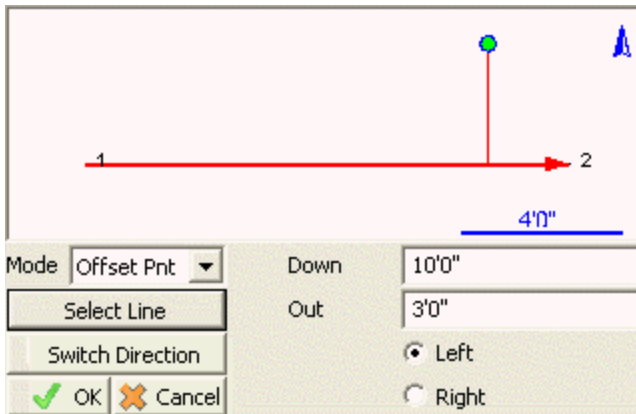 1
2
4'0"
Mode Offset Pnt Down 10'0"
Select Line Out 3'0"
Switch Direction Left
OK Cancel Right